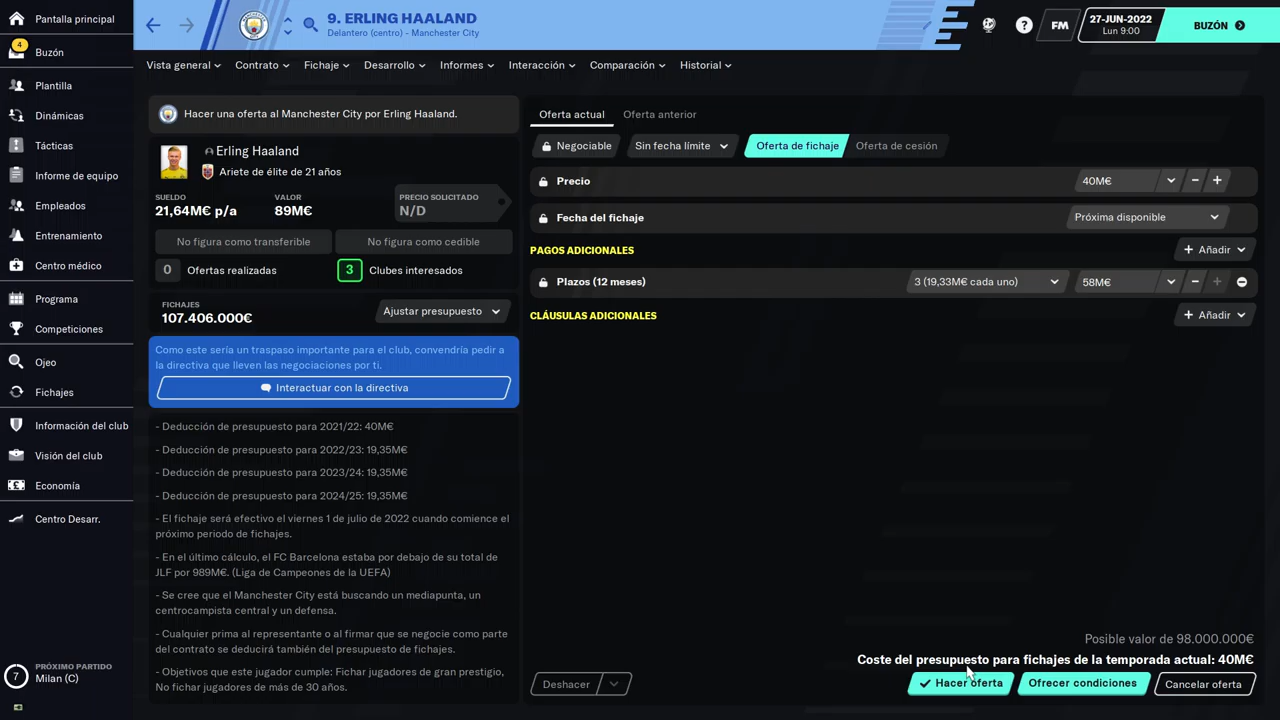 Pantalla principal
4
Buzón
Plantilla
Dinámicas
Tácticas
Informe de equipo
Empleados
Entrenamiento
Centro médico
Programa
Competiciones
Ojeo
Fichajes
Información del club
Visión del club
Economía
Centro Desarr.
PRÓXIMO PARTIDO
7
Milan (C)
9. ERLING HAALAND
Delantero (centro) - Manchester City
FM
27-JUN-2022
Lun 9:00
BUZÓN
Vista general
Contrato
Fichaje
Desarrollo
Informes
Interacción
Comparación
Historial
Hacer una oferta al Manchester City por Erling Haaland.
Erling Haaland
Ariete de élite de 21 años
SUELDO
21,64M€ p/a
VALOR
89M€
PRECIO SOLICITADO
N/D
No figura como transferible
No figura como cedible
0 Ofertas realizadas
3 Clubes interesados
FICHAJES
107.406.000€
Ajustar presupuesto
Como este sería un traspaso importante para el club, convendría pedir a
la directiva que lleven las negociaciones por ti.
Interactuar con la directiva
- Deducción de presupuesto para 2021/22: 40M€
- Deducción de presupuesto para 2022/23: 19,35M€
- Deducción de presupuesto para 2023/24: 19,35M€
- Deducción de presupuesto para 2024/25: 19,35M€
- El fichaje será efectivo el viernes 1 de julio de 2022 cuando comience el
próximo periodo de fichajes.
- En el último cálculo, el FC Barcelona estaba por debajo de su total de
JLF por 989M€. (Liga de Campeones de la UEFA)
- Se cree que el Manchester City está buscando un mediapunta, un
centrocampista central y un defensa.
- Cualquier prima al representante o al firmar que se negocie como parte
del contrato se deducirá también del presupuesto de fichajes.
- Objetivos que este jugador cumple: Fichar jugadores de gran prestigio,
No fichar jugadores de más de 30 años.
Oferta actual
Oferta anterior
Negociable
Sin fecha límite
Oferta de fichaje
Oferta de cesión
Precio
40M€
Fecha del fichaje
Próxima disponible
PAGOS ADICIONALES
Añadir
Plazos (12 meses)
3 (19,33M€ cada uno)
58M€
CLÁUSULAS ADICIONALES
Añadir
Posible valor de 98.000.000€
Coste del presupuesto para fichajes de la temporada actual: 40M€
Deshacer
Hacer oferta
Ofrecer condiciones
Cancelar oferta